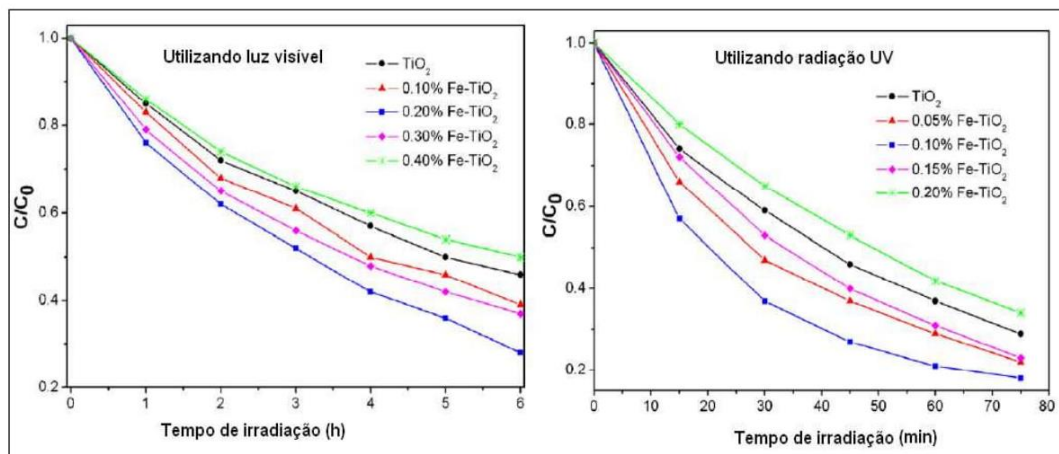 Utilizando luz visível
TiO₂
0.10% Fe-TiO₂
0.20% Fe-TiO₂
0.30% Fe-TiO₂
0.40% Fe-TiO₂
C/C₀
1.0
0.8
0.6
0.4
0.2
0 1 2 3 4 5 6
Tempo de irradiação (h)
Utilizando radiação UV
TiO₂
0.05% Fe-TiO₂
0.10% Fe-TiO₂
0.15% Fe-TiO₂
0.20% Fe-TiO₂
C/C₀
1.0
0.8
0.6
0.4
0.2
0 10 20 30 40 50 60 70 80
Tempo de irradiação (min)